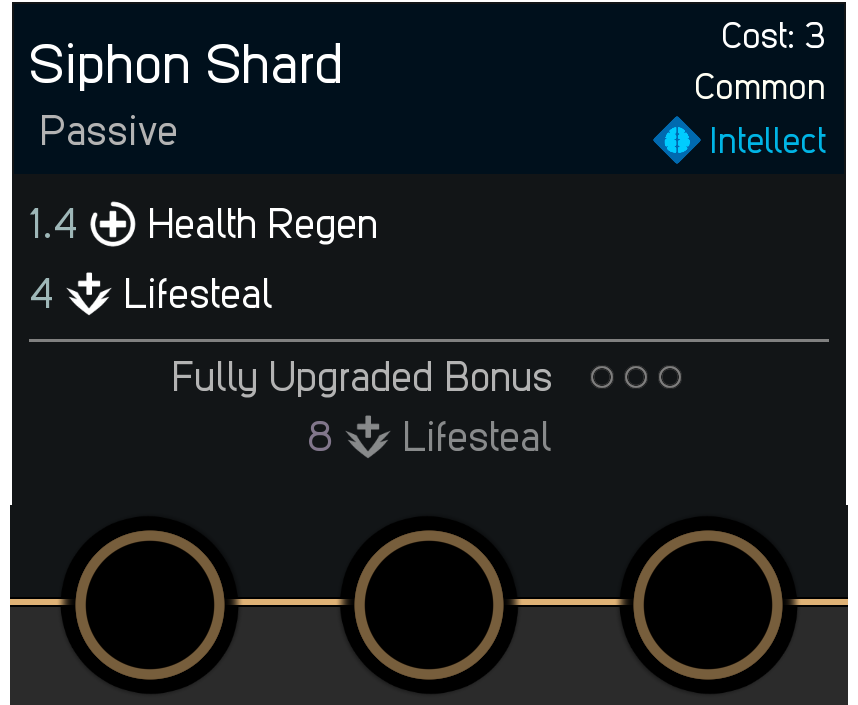 Siphon Shard
Cost: 3
Common
Passive
Intellect
1.4 Health Regen
4 Lifesteal
Fully Upgraded Bonus
8 Lifesteal